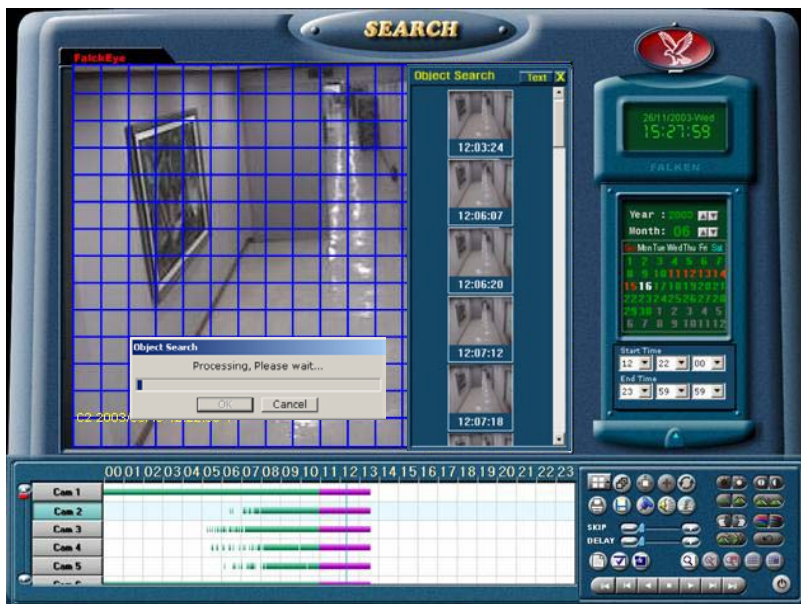 SEARCH
FalckEye
Object Search Text X
12:03:24
12:06:07
12:06:20
12:07:12
12:07:18
Object Search
Processing, Please wait...
OK Cancel
26/11/2003-Wed
15:27:59
FALKEN
Year : 2003
Month: 06
Sun Mon Tue Wed Thu Fri Sat
1 2 3 4 5 6 7
8 9 10 11 12 13 14
15 16 17 18 19 20 21
22 23 24 25 26 27 28
29 30 1 2 3 4 5
6 7 8 9 10 11 12
Start Time
12 22 00
End Time
23 59 59
00 01 02 03 04 05 06 07 08 09 10 11 12 13 14 15 16 17 18 19 20 21 22 23
Cam 1
Cam 2
Cam 3
Cam 4
Cam 5
SKIP
DELAY